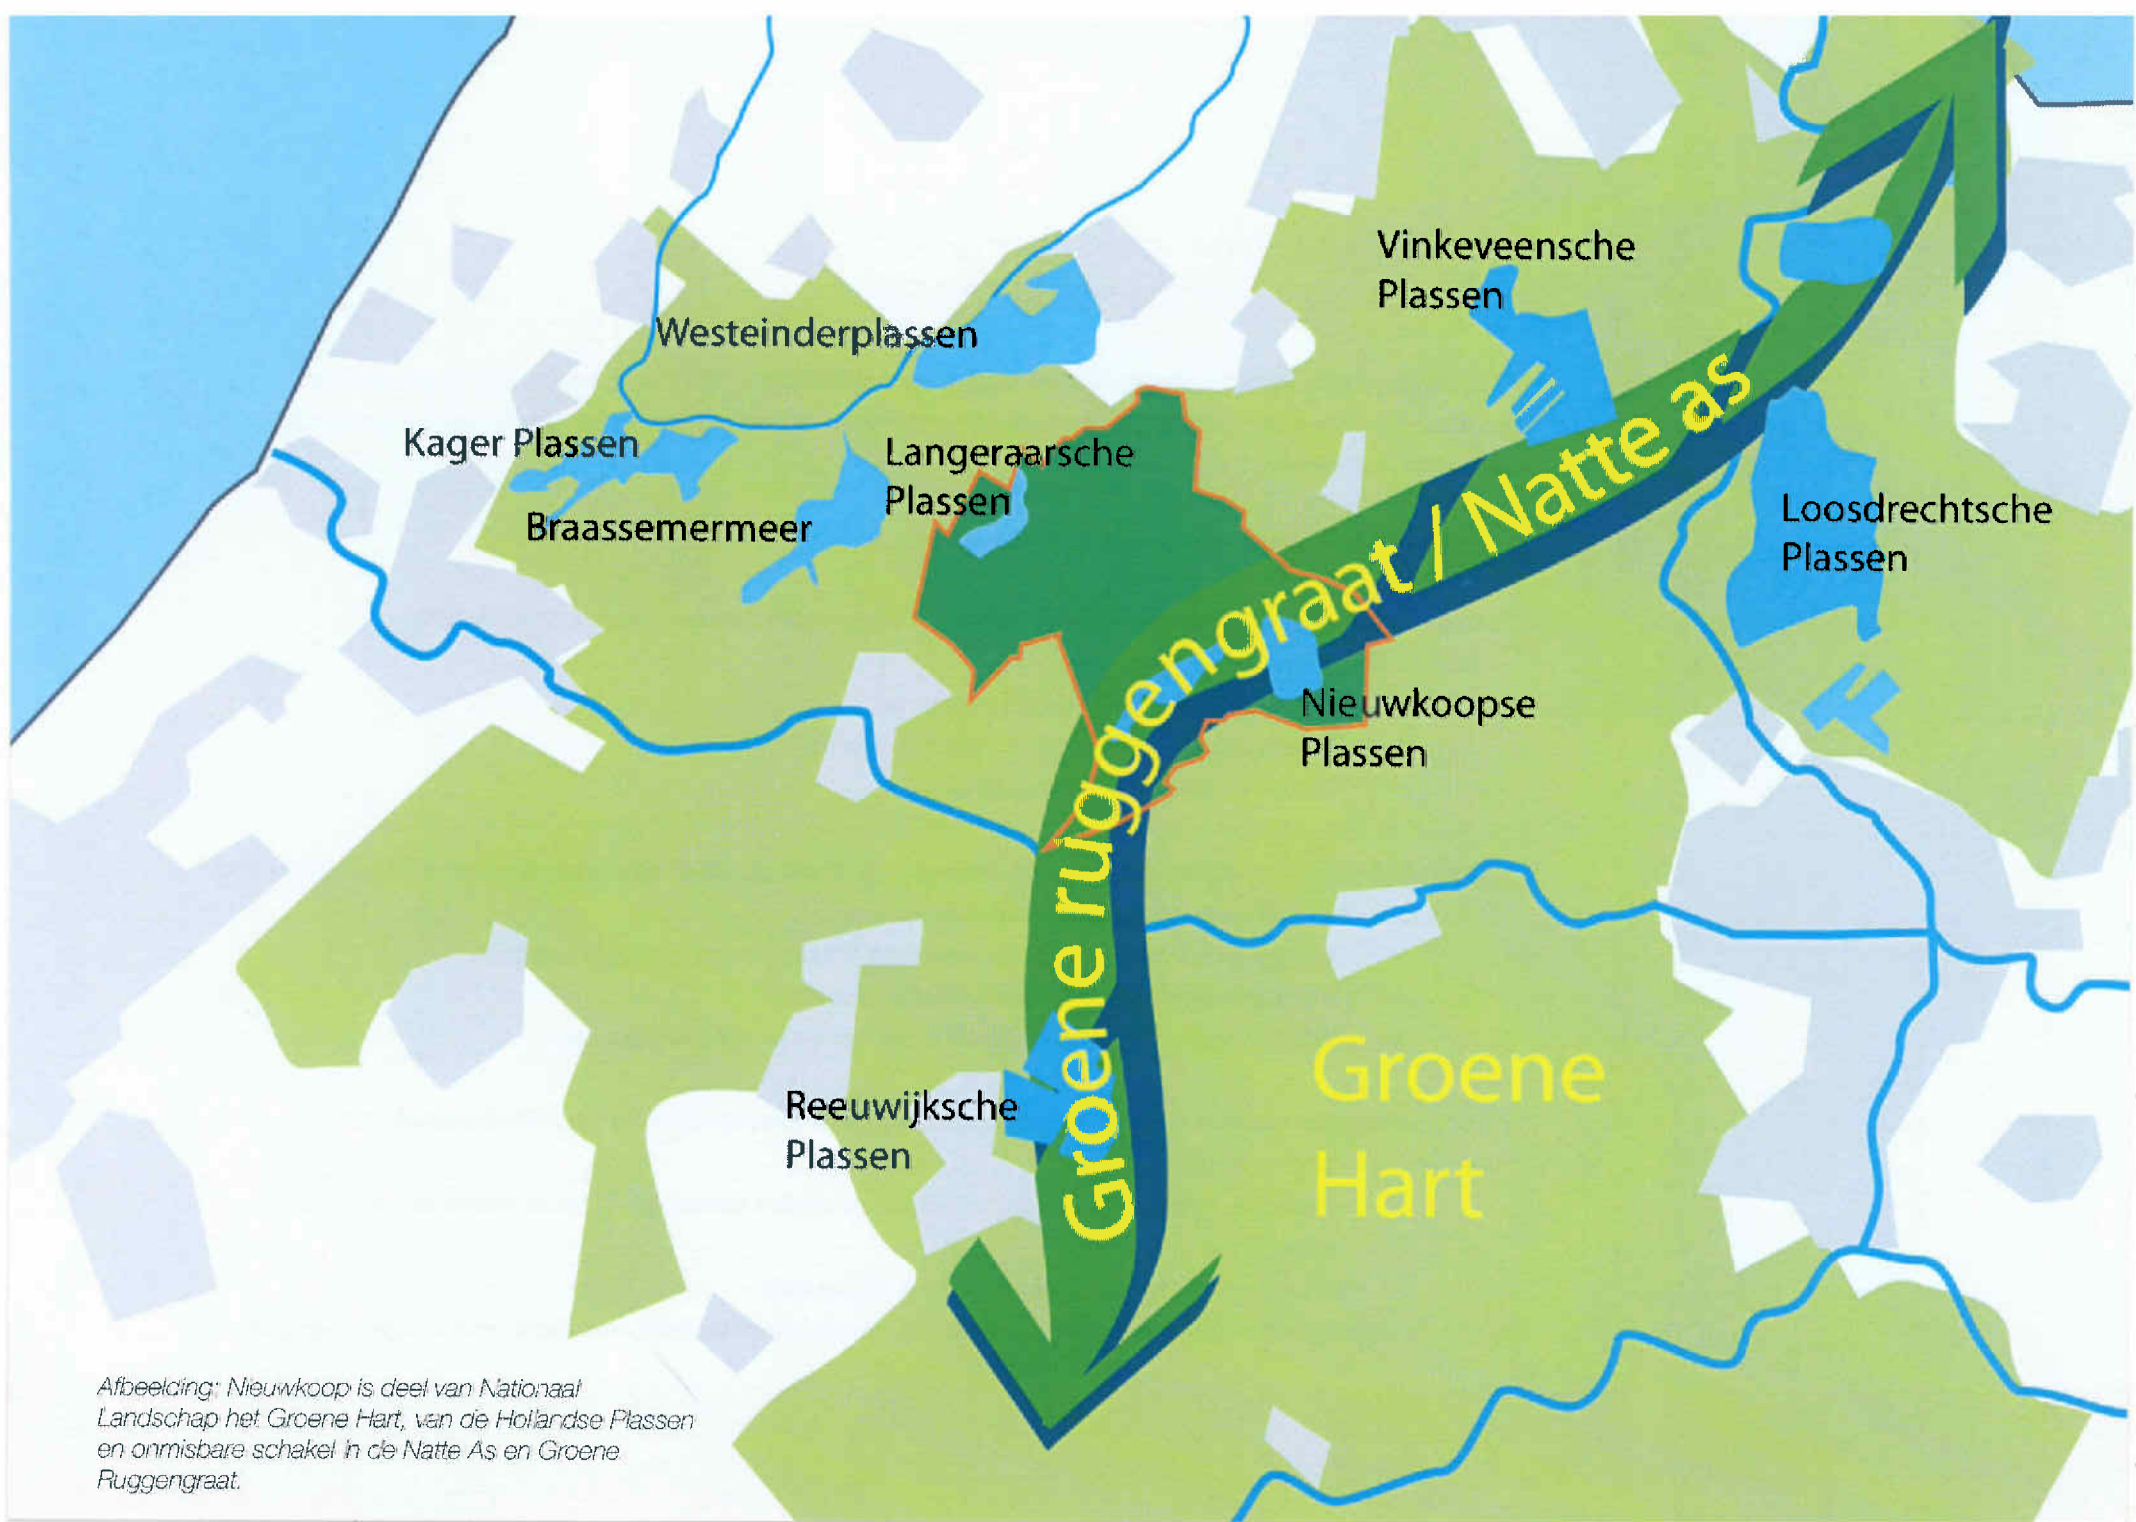 Vinkeveensche
Plassen
Westeinderplassen
Kager Plassen
Langeraarsche
Plassen
Braassemermeer
Loosdrechtsche
Plassen
Groene ruggengraat / Natte as
Nieuwkoopse
Plassen
Groene
Hart
Reeuwijksche
Plassen
Afbeelding: Nieuwkoop is deel van Nationaal
Landschap het Groene Hart, van de Hollandse Plassen
en onmisbare schakel in de Natte As en Groene
Ruggengraat.